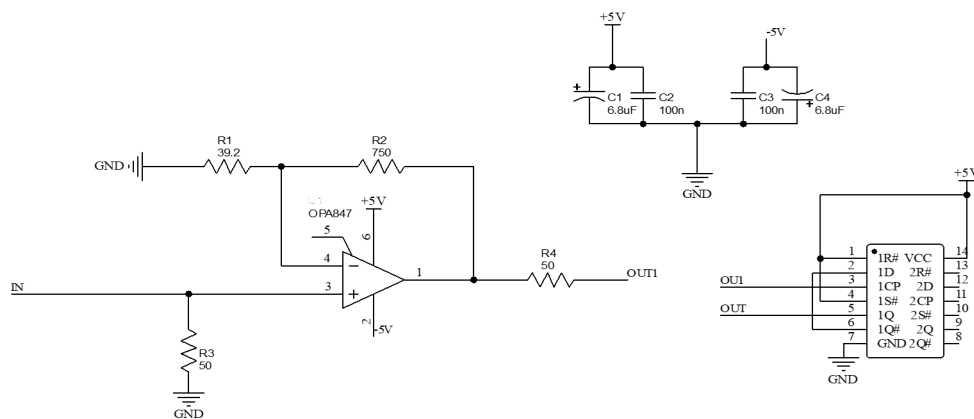 +5V
-5V
C1
6.8uF
C2
100n
C3
100n
C4
6.8uF
GND
R1
39.2
R2
750
GND
OPA847
+5V
5
6
4
3
1
2
-5V
R4
50
OUT1
IN
R3
50
GND
+5V
1 1R# VCC 14
2 1D 2R# 13
OU1 3 1CP 2D 12
4 1S# 2CP 11
OUT 5 1Q 2S# 10
6 1Q# 2Q 9
7 GND 2Q# 8
GND